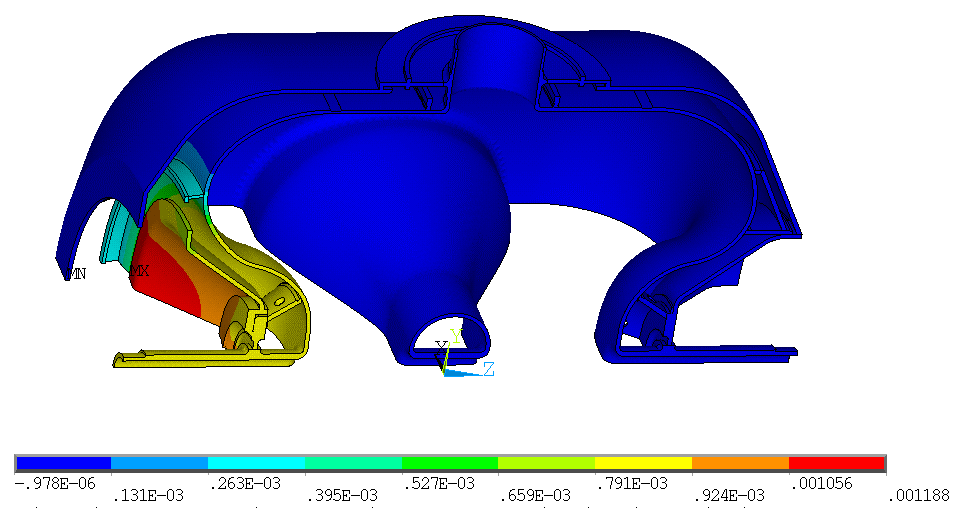 MN
MX
Y
X
Z
-.978E-06
.131E-03
.263E-03
.395E-03
.527E-03
.659E-03
.791E-03
.924E-03
.001056
.001188